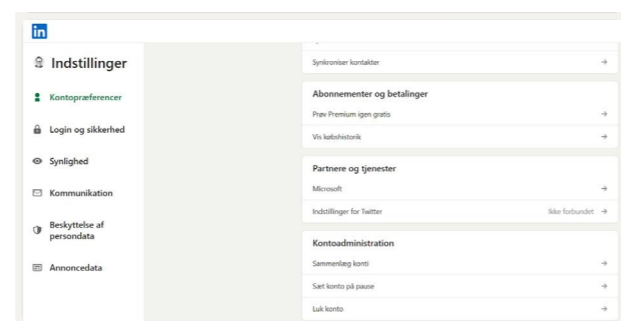 in
Indstillinger
Kontopræferencer
Login og sikkerhed
Synlighed
Kommunikation
Beskyttelse af
persondata
Annoncedata
Synkroniser kontakter
Abonnementer og betalinger
Prøv Premium igen gratis
Vis købshistorik
Partnere og tjenester
Microsoft
Indstillinger for Twitter Ikke forbundet
Kontoadministration
Sammenlæg konti
Sæt konto på pause
Luk konto